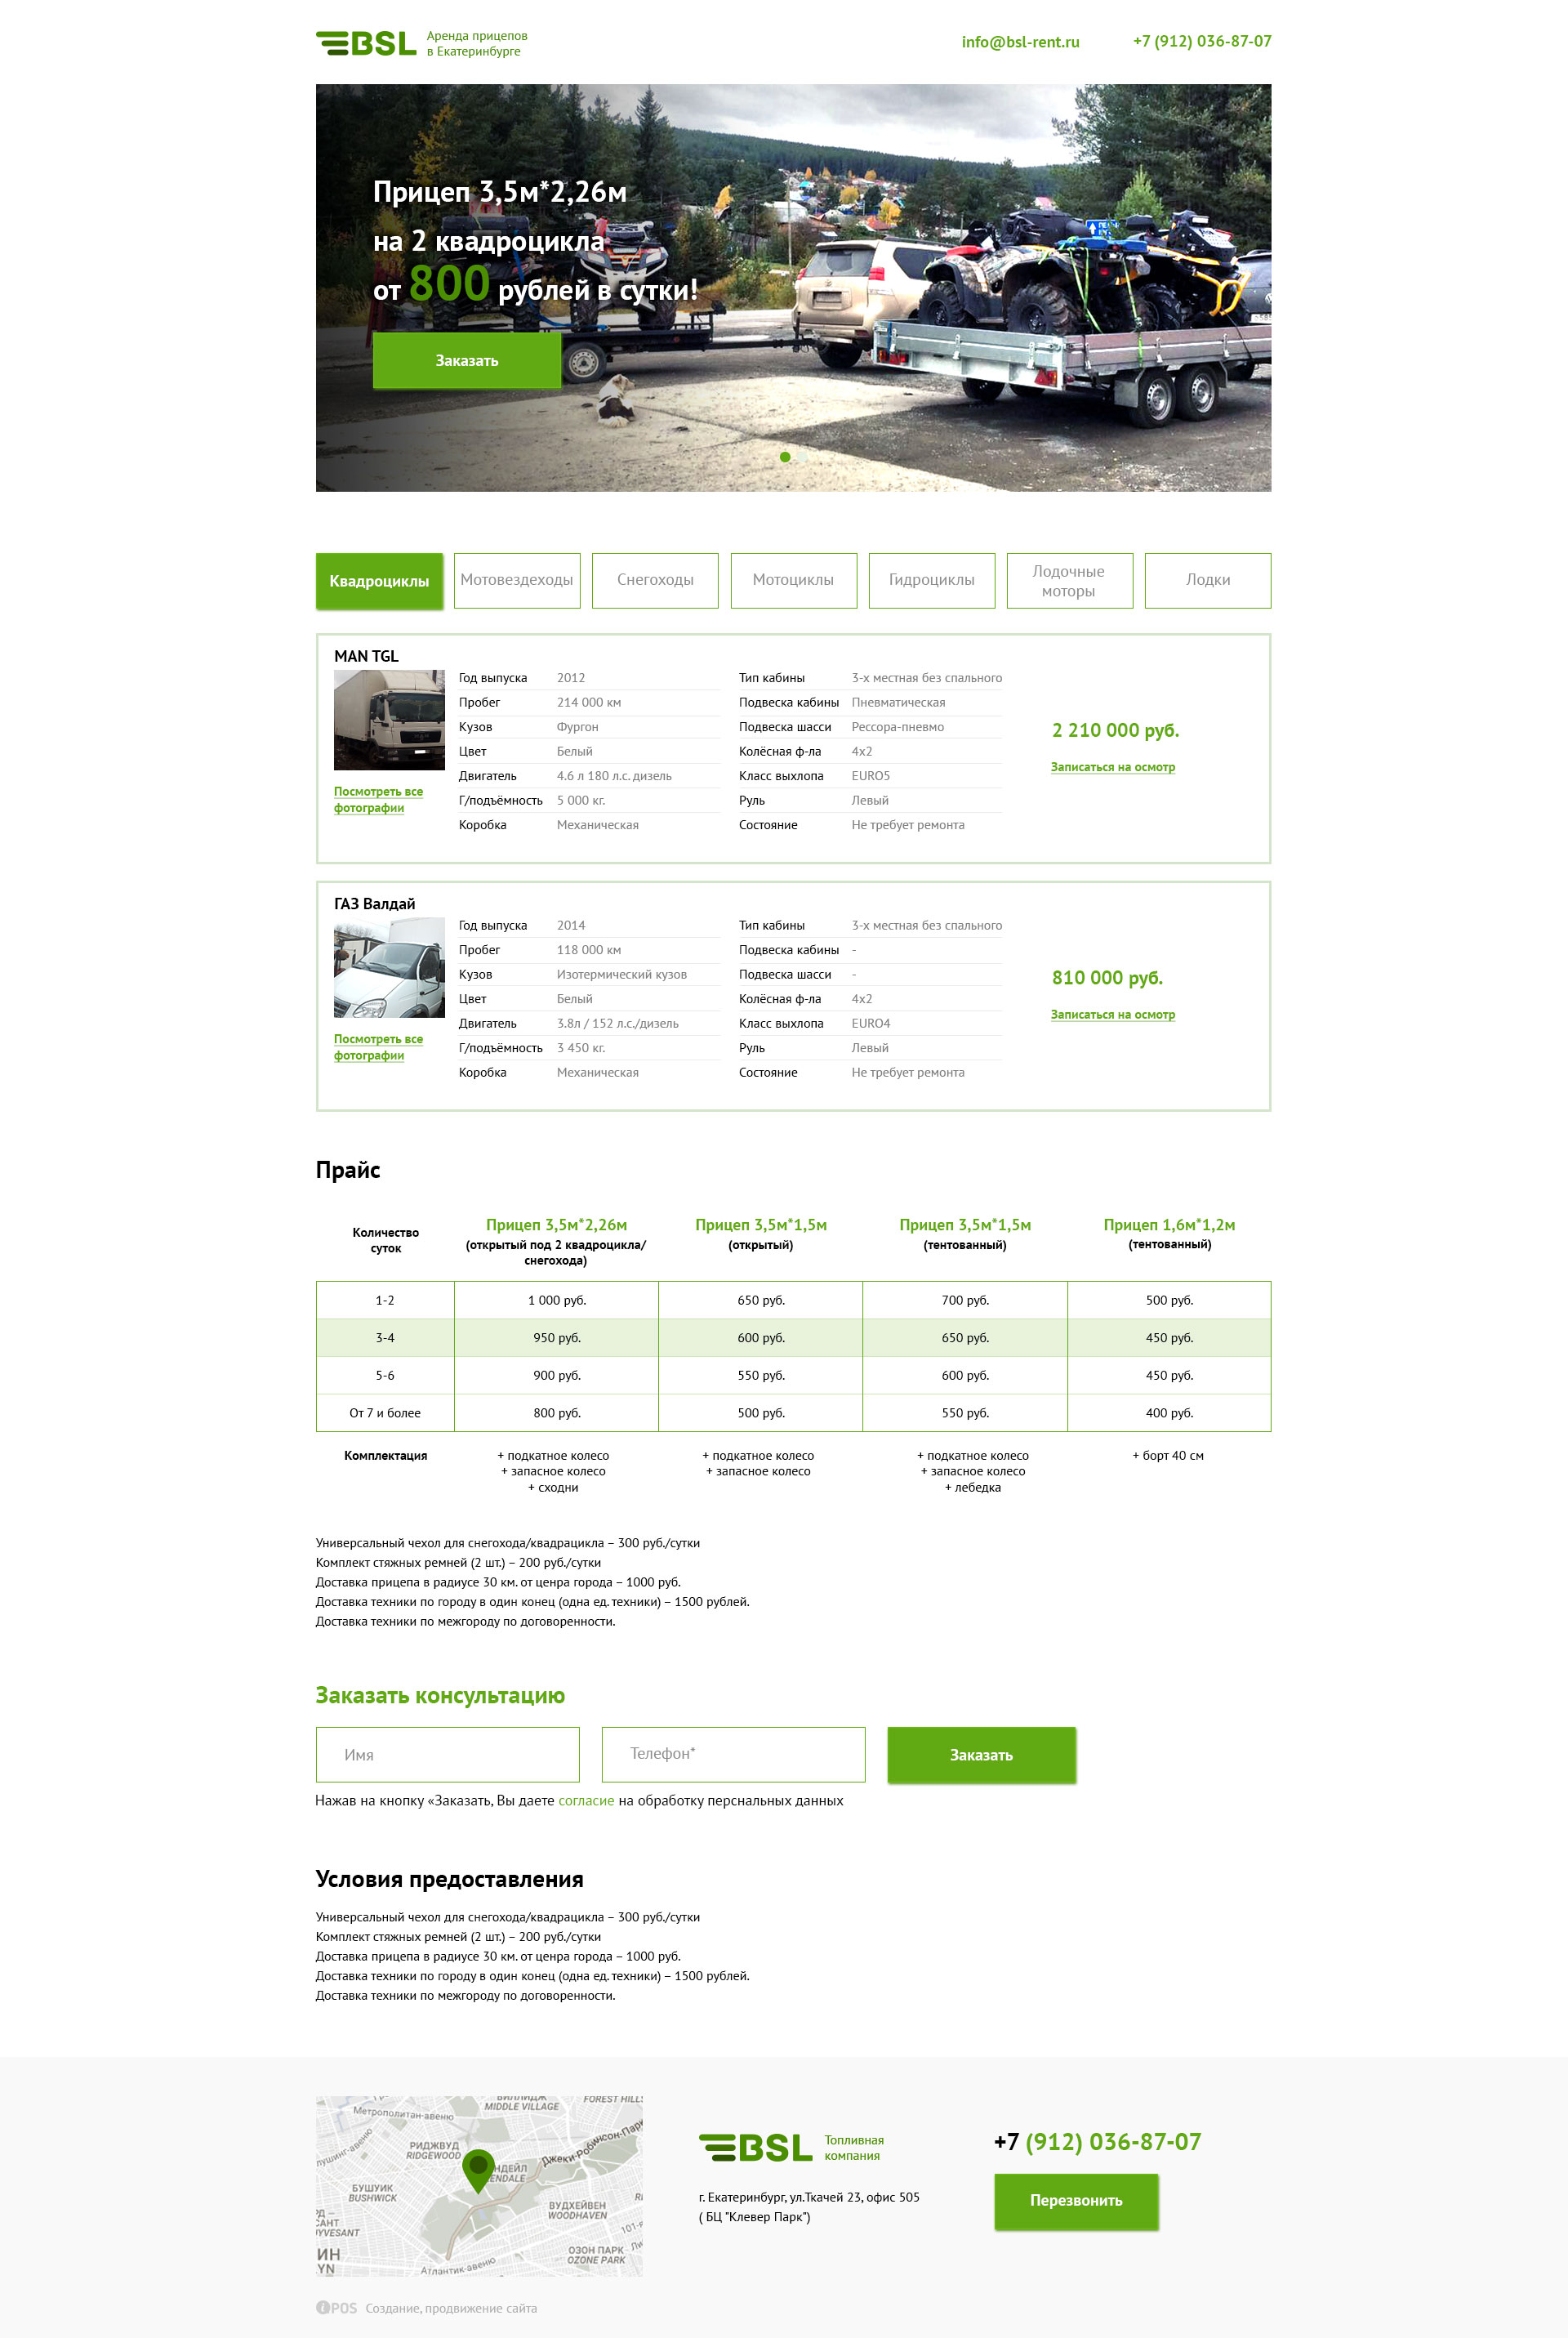 BSL
Аренда прицепов
в Екатеринбурге
info@bsl-rent.ru
+7 (912) 036-87-07
Прицеп 3,5м*2,26м
на 2 квадроцикла
от 800 рублей в сутки!
Заказать
Квадроциклы
Мотовездеходы
Снегоходы
Мотоциклы
Гидроциклы
Лодочные
моторы
Лодки
MAN TGL
Год выпуска 2012
Пробег 214 000 км
Кузов Фургон
Цвет Белый
Двигатель 4.6 л 180 л.с. дизель
Г/подъёмность 5 000 кг.
Коробка Механическая
Тип кабины 3-х местная без спального
Подвеска кабины Пневматическая
Подвеска шасси Рессора-пневмо
Колёсная ф-ла 4х2
Класс выхлопа EURO5
Руль Левый
Состояние Не требует ремонта
2 210 000 руб.
Записаться на осмотр
Посмотреть все
фотографии
ГАЗ Валдай
Год выпуска 2014
Пробег 118 000 км
Кузов Изотермический кузов
Цвет Белый
Двигатель 3.8л / 152 л.с./дизель
Г/подъёмность 3 450 кг.
Коробка Механическая
Тип кабины 3-х местная без спального
Подвеска кабины -
Подвеска шасси -
Колёсная ф-ла 4х2
Класс выхлопа EURO4
Руль Левый
Состояние Не требует ремонта
810 000 руб.
Записаться на осмотр
Посмотреть все
фотографии
Прайс
Количество
суток
Прицеп 3,5м*2,26м
(открытый под 2 квадроцикла/
снегохода)
Прицеп 3,5м*1,5м
(открытый)
Прицеп 3,5м*1,5м
(тентованный)
Прицеп 1,6м*1,2м
(тентованный)
1-2 1 000 руб. 650 руб. 700 руб. 500 руб.
3-4 950 руб. 600 руб. 650 руб. 450 руб.
5-6 900 руб. 550 руб. 600 руб. 450 руб.
От 7 и более 800 руб. 500 руб. 550 руб. 400 руб.
Комплектация
+ подкатное колесо
+ запасное колесо
+ сходни
+ подкатное колесо
+ запасное колесо
+ подкатное колесо
+ запасное колесо
+ лебедка
+ борт 40 см
Универсальный чехол для снегохода/квадрацикла – 300 руб./сутки
Комплект стяжных ремней (2 шт.) – 200 руб./сутки
Доставка прицепа в радиусе 30 км. от ценра города – 1000 руб.
Доставка техники по городу в один конец (одна ед. техники) – 1500 рублей.
Доставка техники по межгороду по договоренности.
Заказать консультацию
Имя
Телефон*
Заказать
Нажав на кнопку «Заказать, Вы даете согласие на обработку перснальных данных
Условия предоставления
Универсальный чехол для снегохода/квадрацикла – 300 руб./сутки
Комплект стяжных ремней (2 шт.) – 200 руб./сутки
Доставка прицепа в радиусе 30 км. от ценра города – 1000 руб.
Доставка техники по городу в один конец (одна ед. техники) – 1500 рублей.
Доставка техники по межгороду по договоренности.
MIDDLE VILLAGE
FOREST HILLS
Метрополитан-авеню
РИДЖВУД
RIDGEWOOD
Джеки-Робинсон-Парк
БУШУИК
BUSHWICK
ВУДХЕЙВЕН
WOODHAVEN
ОЗОН ПАРК
OZONE PARK
Атлантик-авеню
BSL
Топливная
компания
г. Екатеринбург, ул.Ткачей 23, офис 505
( БЦ "Клевер Парк")
+7 (912) 036-87-07
Перезвонить
iPOS Создание, продвижение сайта